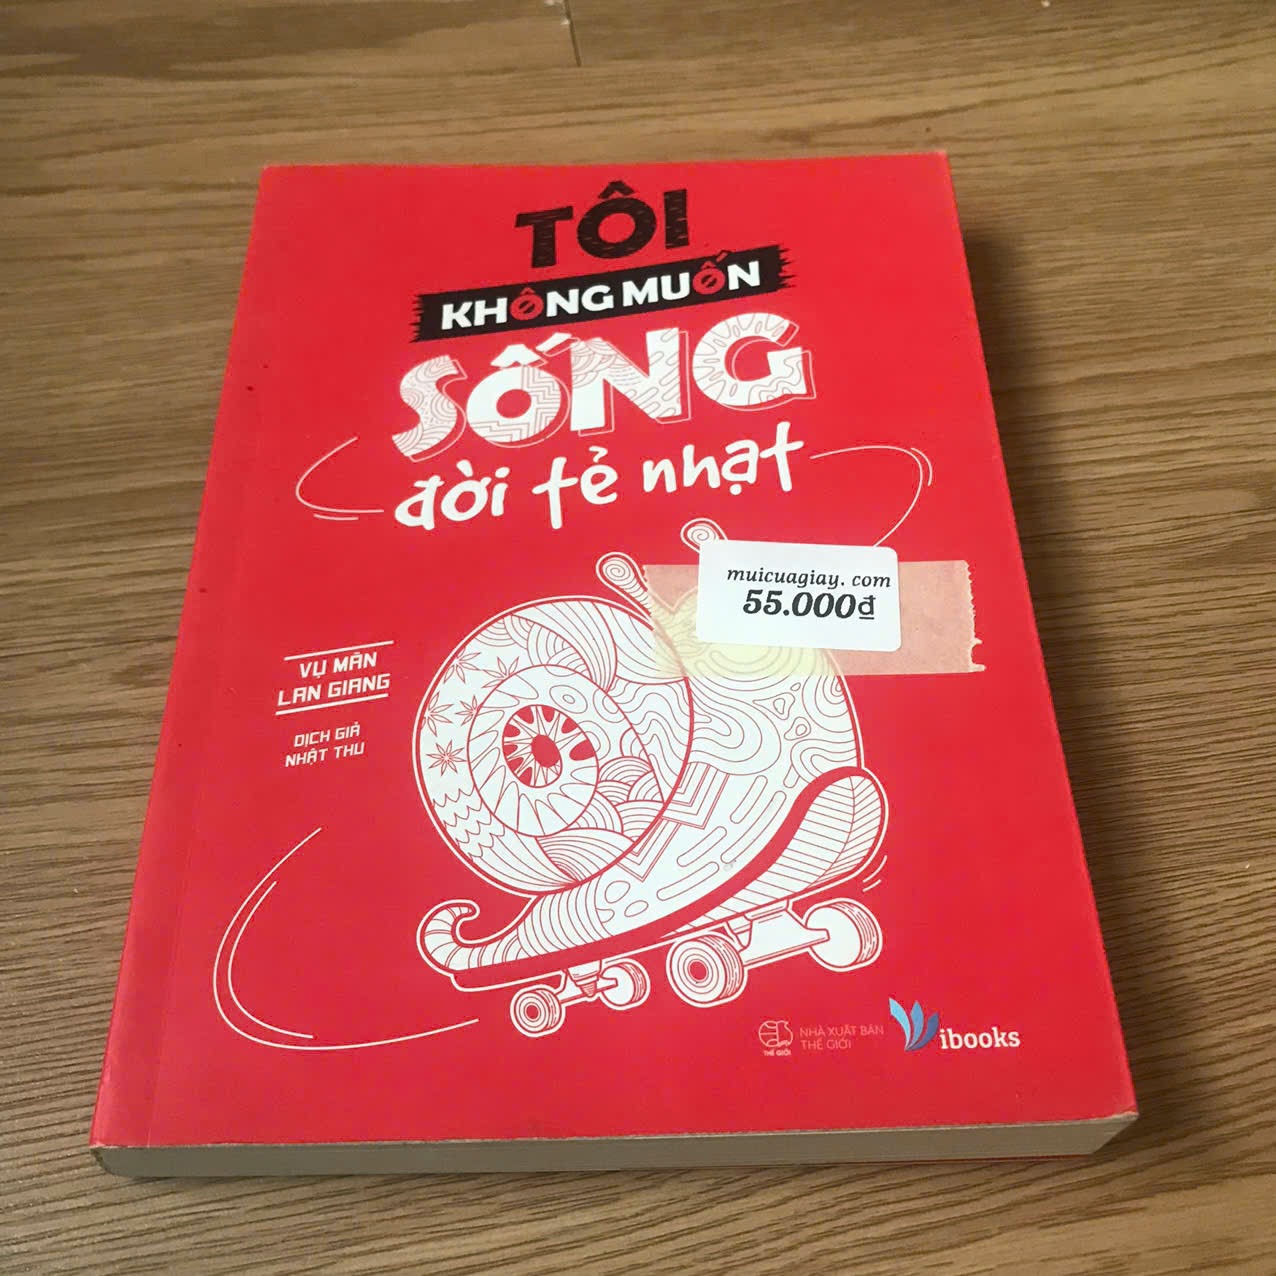 TÔI
KHÔNG MUỐN
SỐNG
đời tẻ nhạt
muicuagiay. com
55.000₫
VỤ MÃN
LAN GIANG
DỊCH GIẢ
NHẬT THU
THẾ GIỚI
NHÀ XUẤT BẢN
THẾ GIỚI
ibooks